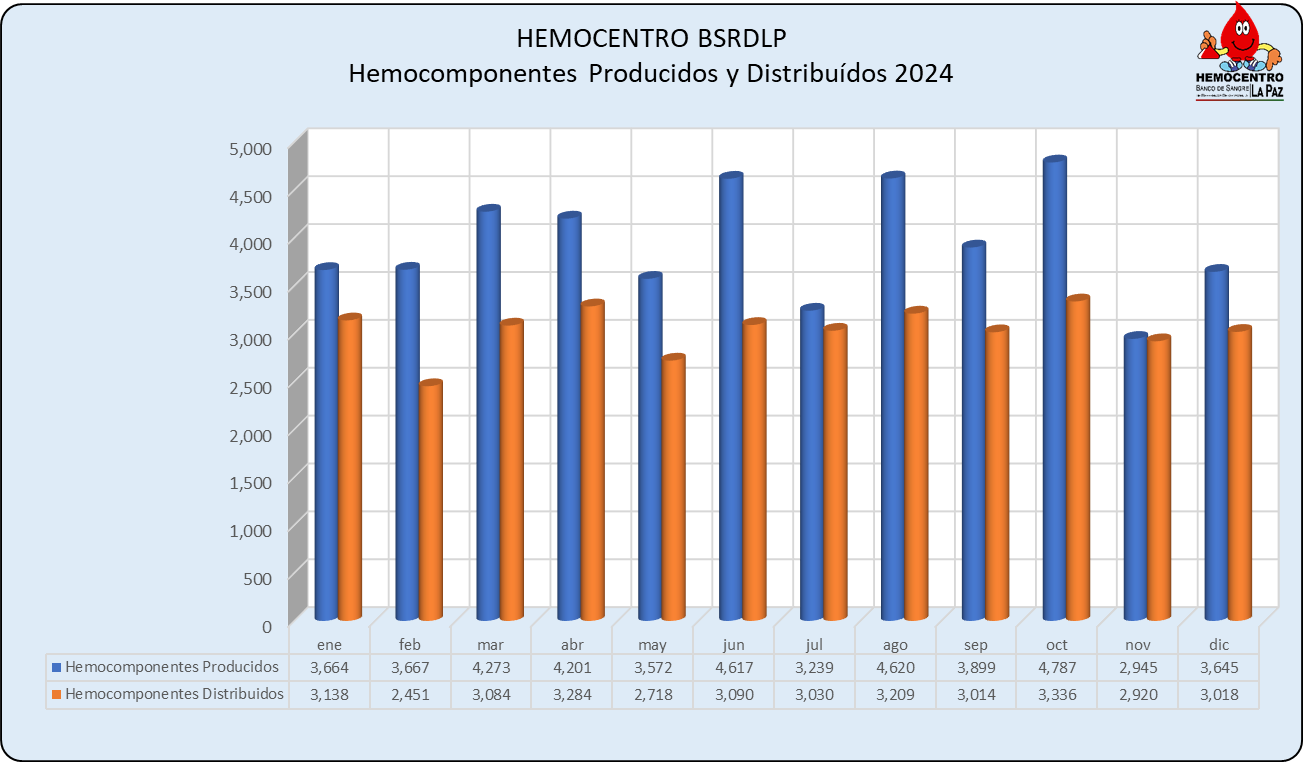 HEMOCENTRO BSRDLP
Hemocomponentes Producidos y Distribuídos 2024
HEMOCENTRO
BANCO DE SANGRE LA PAZ
5,000
4,500
4,000
3,500
3,000
2,500
2,000
1,500
1,000
500
0
ene feb mar abr may jun jul ago sep oct nov dic
Hemocomponentes Producidos 3,664 3,667 4,273 4,201 3,572 4,617 3,239 4,620 3,899 4,787 2,945 3,645
Hemocomponentes Distribuidos 3,138 2,451 3,084 3,284 2,718 3,090 3,030 3,209 3,014 3,336 2,920 3,018